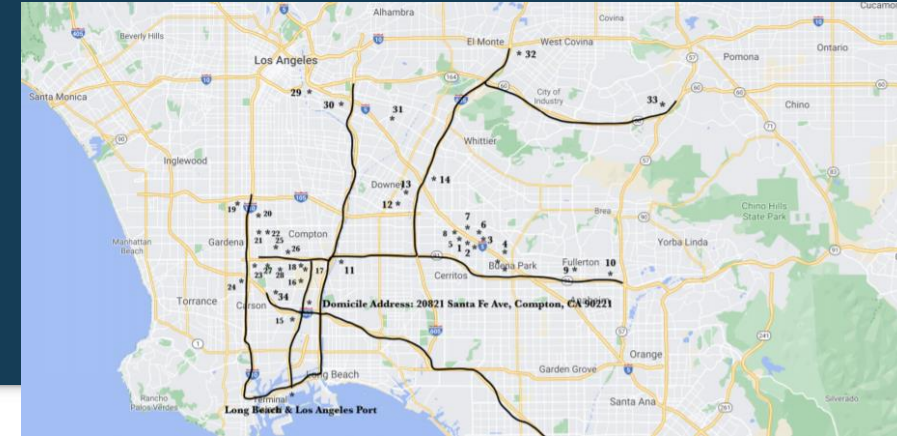 Cucamo
Alhambra
Covina
Beverly Hills
El Monte
West Covina
* 32
Pomona
Ontario
Los Angeles
29 *
30 *
31
*
City of
Industry
33 *
Chino
Santa Monica
Whittier
Inglewood
Downey
13
*
* 14
12 *
Chino Hills
State Park
19 *
* 20
7
*
6
*
8 *
Brea
Manhattan
Beach
Gardena
* * 22
21
25
*
Compton
* 26
5
1
2
3
4
*
Yorba Linda
Buena Park
Fullerton
9 *
10
*
Cerritos
23
27
28
18 *
17
16 *
11
24 *
*34
Torrance
Carson
Domicile Address: 20821 Santa Fe Ave, Compton, CA 90221
15 *
Orange
Garden Grove
Long Beach
Terminal
Long Beach & Los Angeles Port
Rancho
Palos Verdes
Santa Ana
Silverado